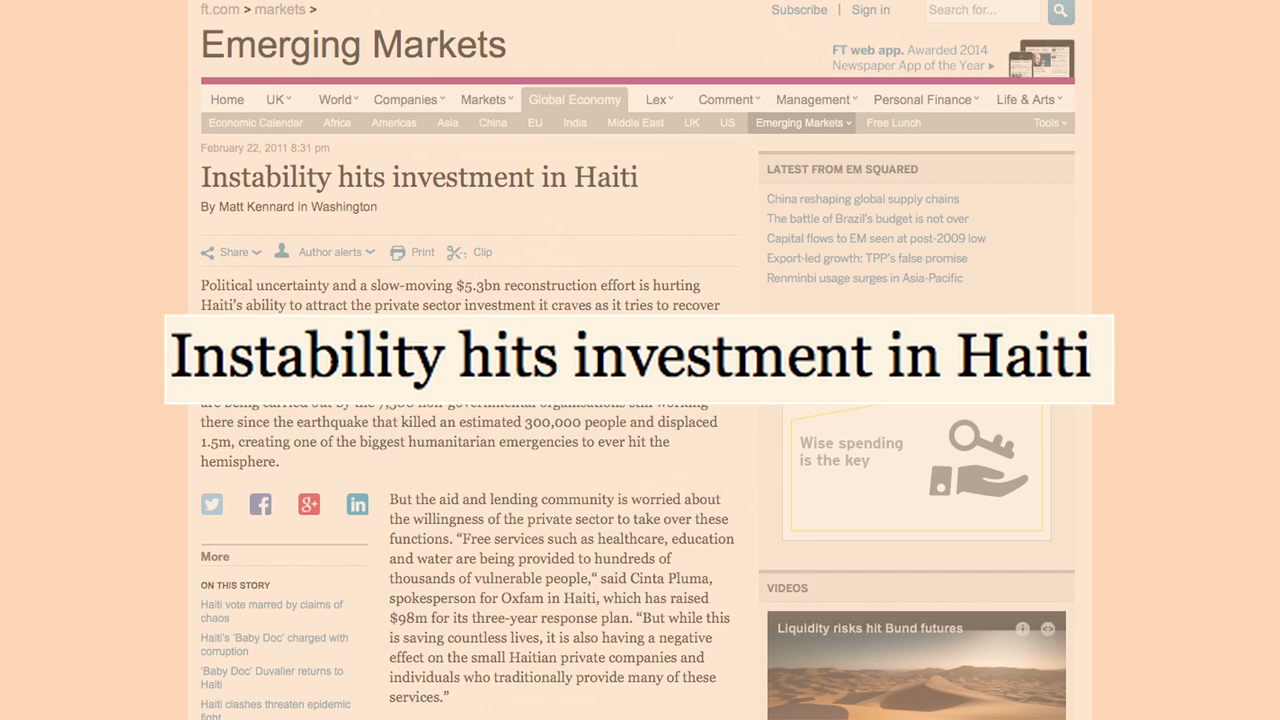 ft.com > markets >
Subscribe | Sign in
Search for...
Emerging Markets
FT web app. Awarded 2014
Newspaper App of the Year ▸
Home UK World Companies Markets Global Economy Lex Comment Management Personal Finance Life & Arts
Economic Calendar Africa Americas Asia China EU India Middle East UK US Emerging Markets Free Lunch Tools
February 22, 2011 8:31 pm
Instability hits investment in Haiti
By Matt Kennard in Washington
Share Author alerts Print Clip
Political uncertainty and a slow-moving $5.3bn reconstruction effort is hurting
Haiti's ability to attract the private sector investment it craves as it tries to recover
Instability hits investment in Haiti
are being carried out by the 7,500 non-governmental organisations still working
there since the earthquake that killed an estimated 300,000 people and displaced
1.5m, creating one of the biggest humanitarian emergencies to ever hit the
hemisphere.
But the aid and lending community is worried about
the willingness of the private sector to take over these
functions. “Free services such as healthcare, education
and water are being provided to hundreds of
thousands of vulnerable people,“ said Cinta Pluma,
spokesperson for Oxfam in Haiti, which has raised
$98m for its three-year response plan. “But while this
is saving countless lives, it is also having a negative
effect on the small Haitian private companies and
individuals who traditionally provide many of these
services.”
g+
in
More
ON THIS STORY
Haiti vote marred by claims of
chaos
Haiti's 'Baby Doc' charged with
corruption
'Baby Doc' Duvalier returns to
Haiti
Haiti clashes threaten epidemic
fight
LATEST FROM EM SQUARED
China reshaping global supply chains
The battle of Brazil's budget is not over
Capital flows to EM seen at post-2009 low
Export-led growth: TPP's false promise
Renminbi usage surges in Asia-Pacific
Wise spending
is the key
VIDEOS
Liquidity risks hit Bund futures